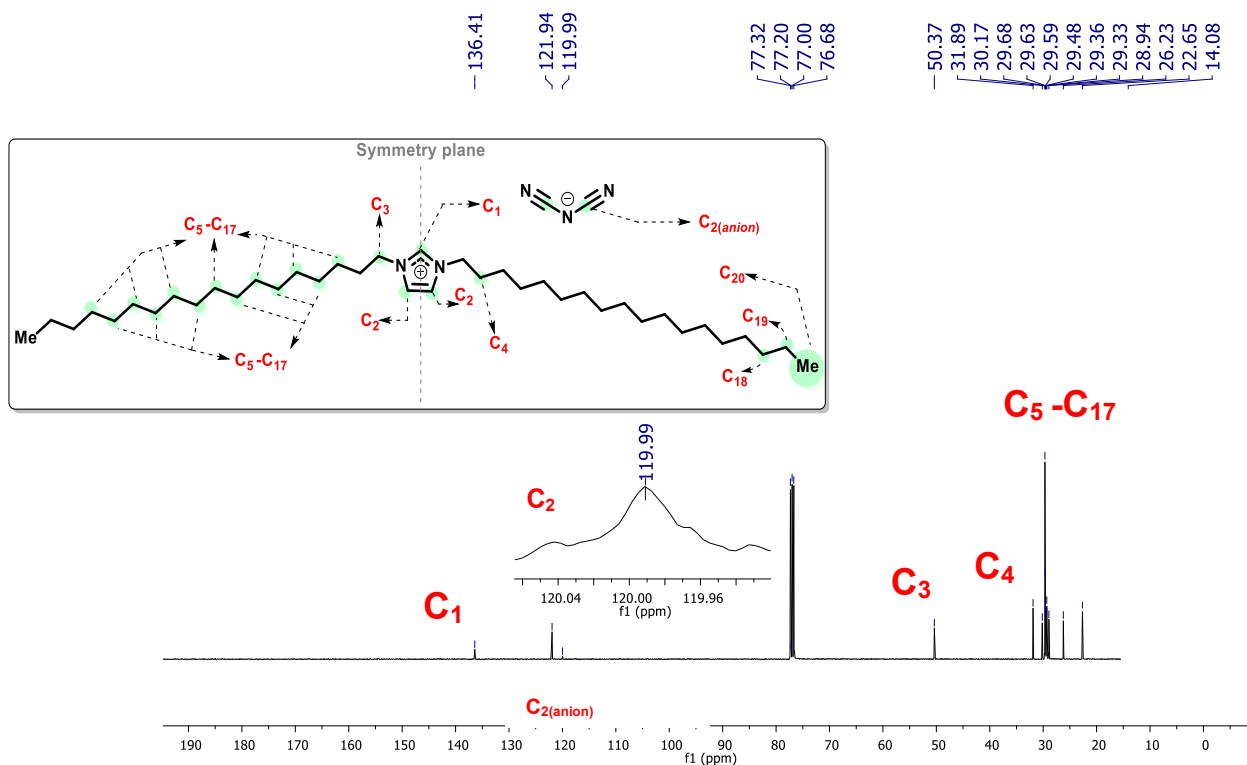 136.41
121.94
119.99
77.32
77.20
77.00
76.68
50.37
31.89
30.17
29.68
29.63
29.59
29.48
29.36
29.33
28.94
26.23
22.65
14.08
Symmetry plane
C3
C1
N N
⊖
N
C2(anion)
C5-C17
N ⊕ N
C20
C2
C2
C19
Me
C4
C5-C17
Me
C18
C5 -C17
119.99
C2
C4
C3
120.04 120.00 119.96
f1 (ppm)
C1
C2(anion)
190 180 170 160 150 140 130 120 110 100 90 80 70 60 50 40 30 20 10 0
f1 (ppm)